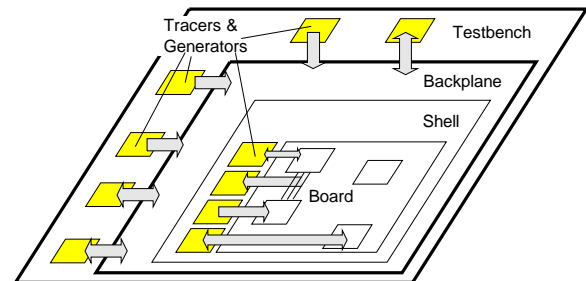 Tracers &
Generators
Testbench
Backplane
Shell
Board